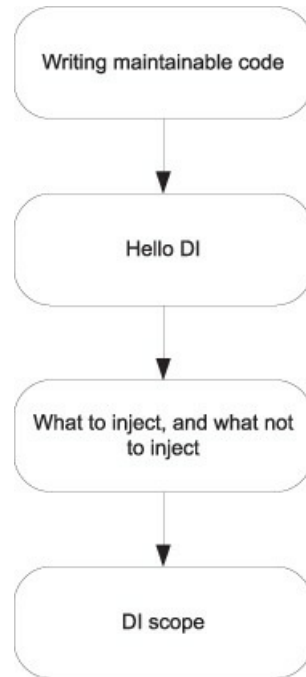 Writing maintainable code
Hello DI
What to inject, and what not
to inject
DI scope